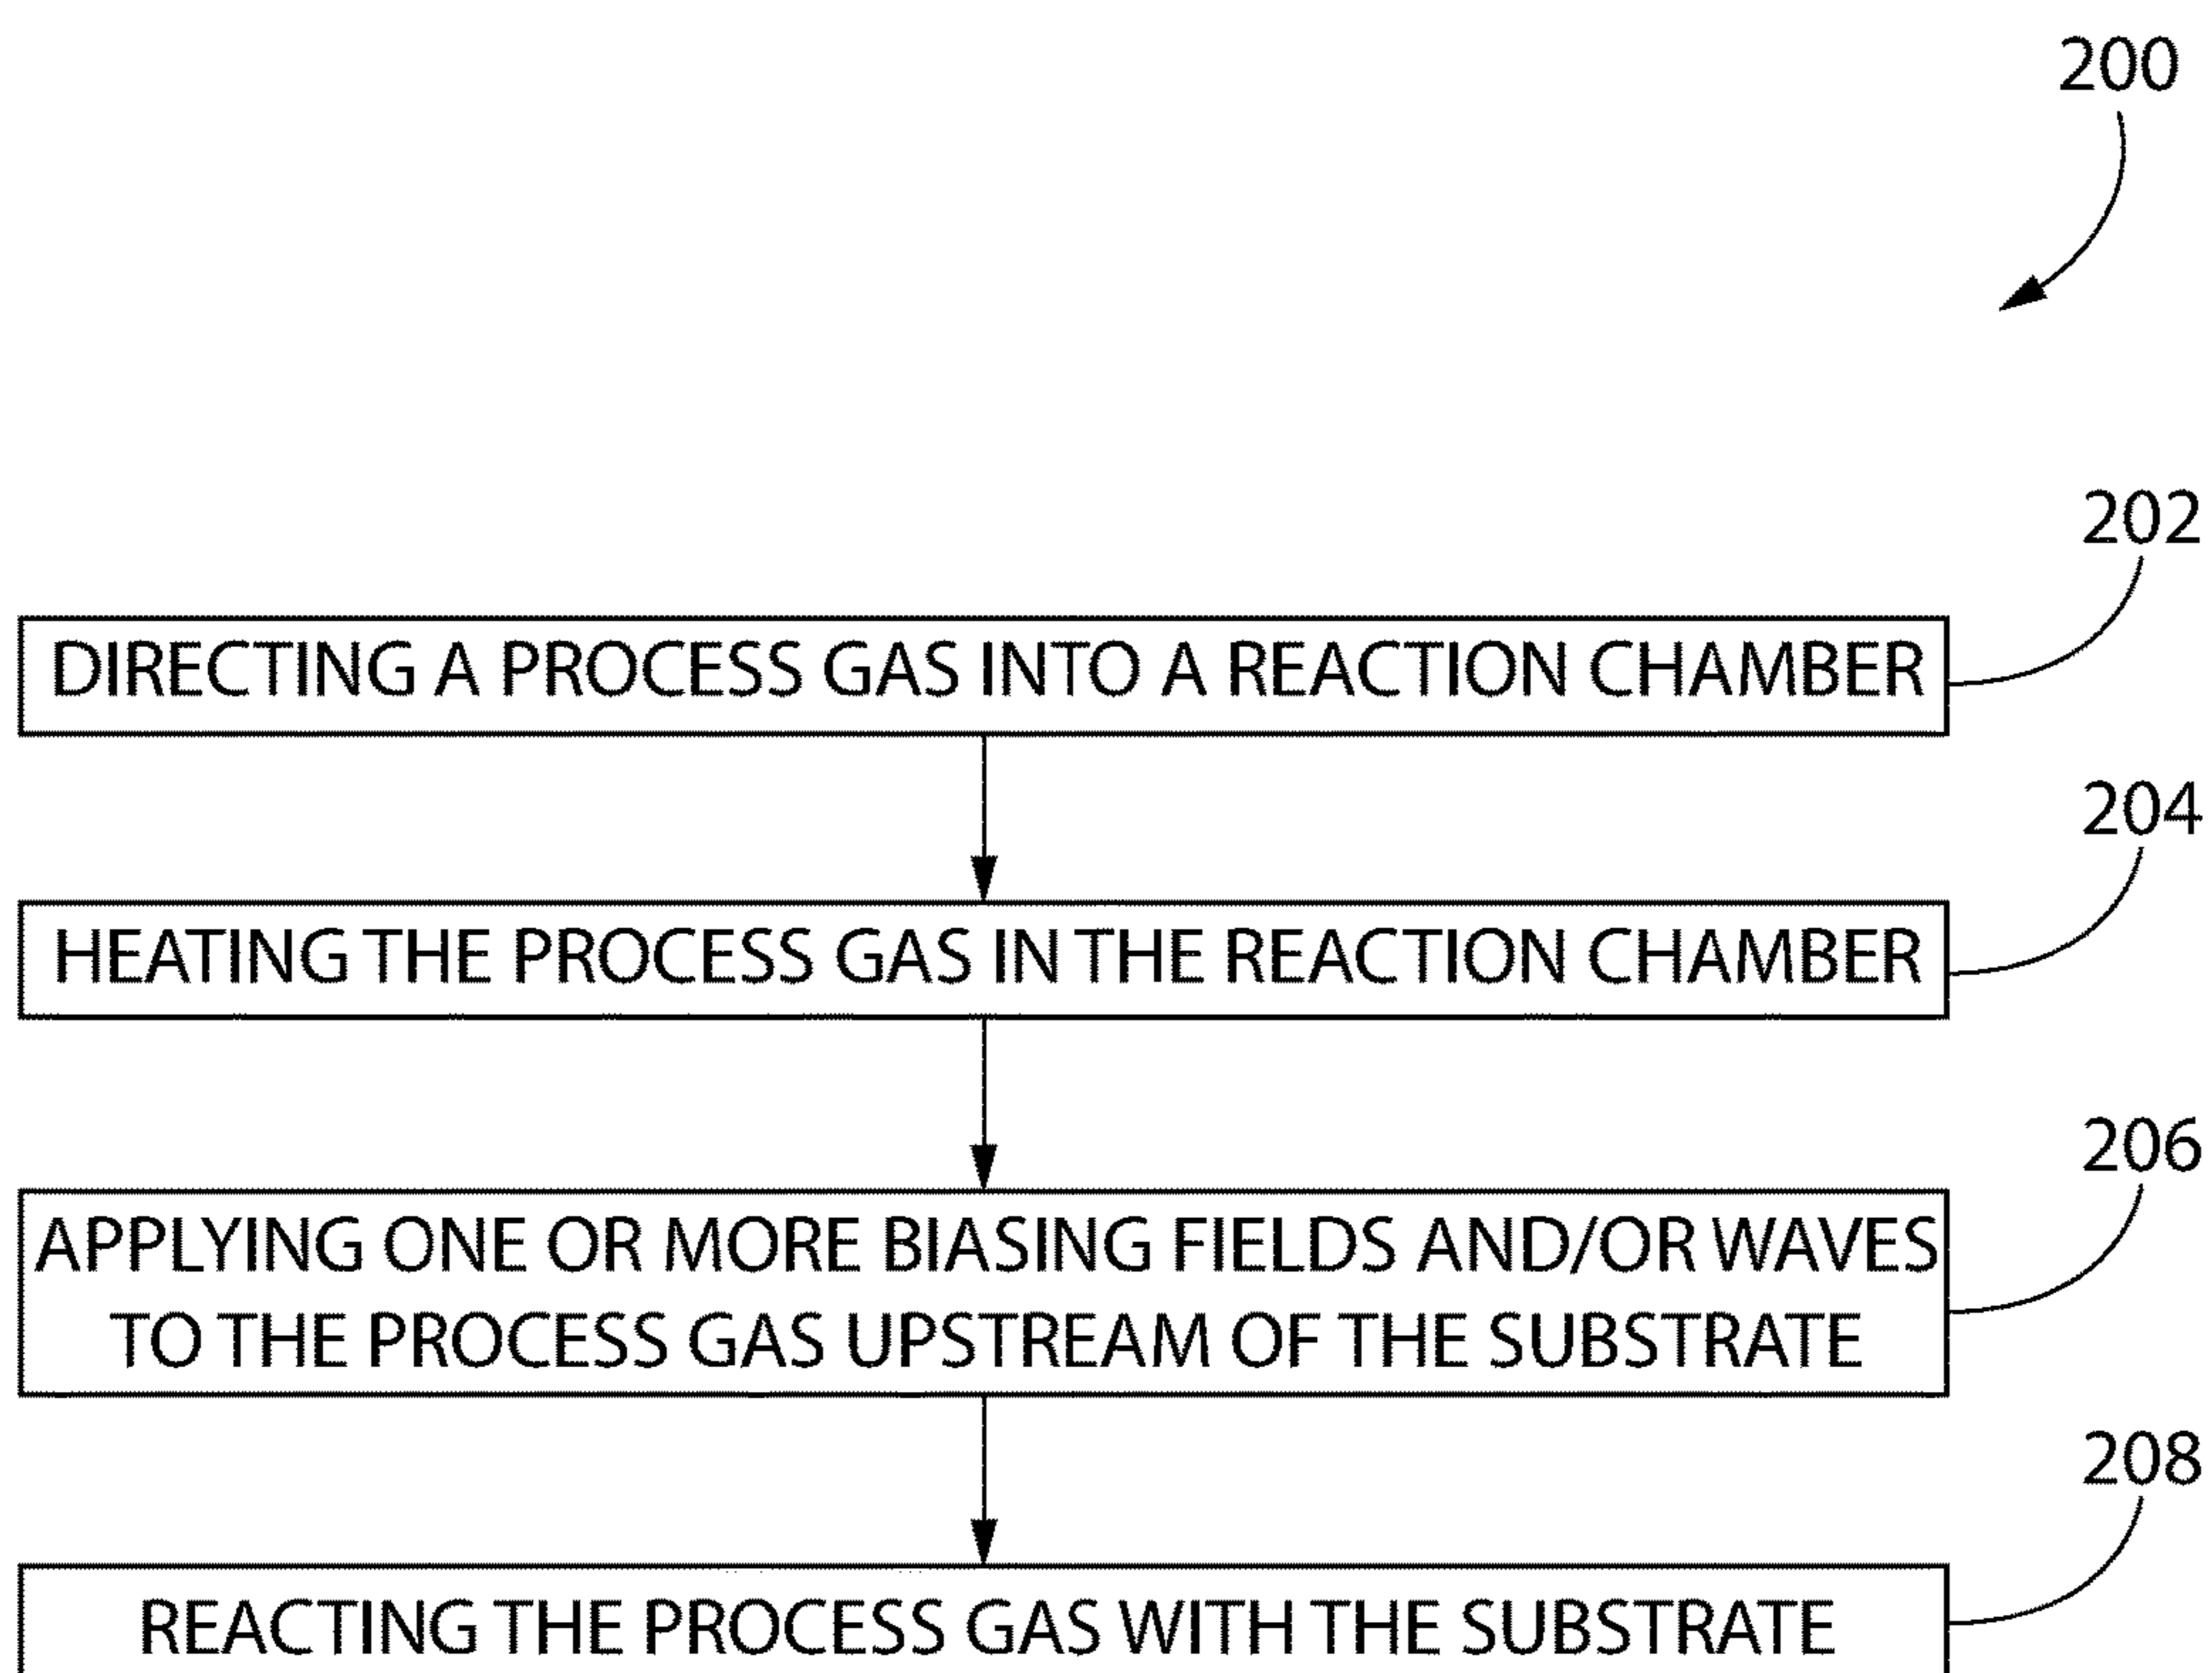 200
202
DIRECTING A PROCESS GAS INTO A REACTION CHAMBER
204
HEATING THE PROCESS GAS IN THE REACTION CHAMBER
206
APPLYING ONE OR MORE BIASING FIELDS AND/OR WAVES
TO THE PROCESS GAS UPSTREAM OF THE SUBSTRATE
208
REACTING THE PROCESS GAS WITH THE SUBSTRATE